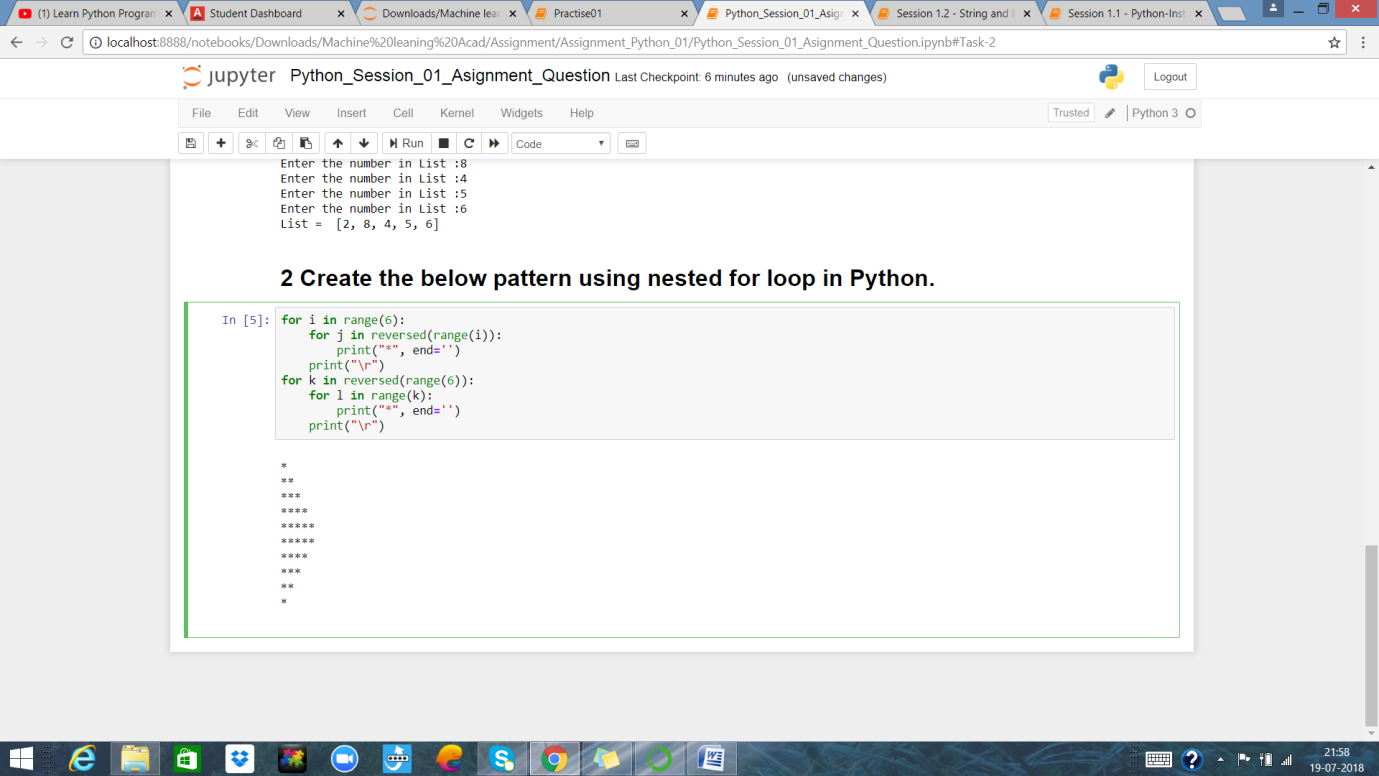 (1) Learn Python Program
Student Dashboard
Downloads/Machine lea
Practise01
Python_Session_01_Asign
Session 1.2 - String and
Session 1.1 - Python-Inst
localhost:8888/notebooks/Downloads/Machine%20leaning%20Acad/Assignment/Assignment_Python_01/Python_Session_01_Asignment_Question.ipynb#Task-2
jupyter Python_Session_01_Asignment_Question Last Checkpoint: 6 minutes ago (unsaved changes)
Logout
File Edit View Insert Cell Kernel Widgets Help
Trusted
Python 3
Run
Code
Enter the number in List :8
Enter the number in List :4
Enter the number in List :5
Enter the number in List :6
List =  [2, 8, 4, 5, 6]
2 Create the below pattern using nested for loop in Python.
In [5]: for i in range(6):
    for j in reversed(range(i)):
        print("*", end='')
    print("\r")
for k in reversed(range(6)):
    for l in range(k):
        print("*", end='')
    print("\r")
*
**
***
****
*****
*****
****
***
**
*
21:58
19-07-2018